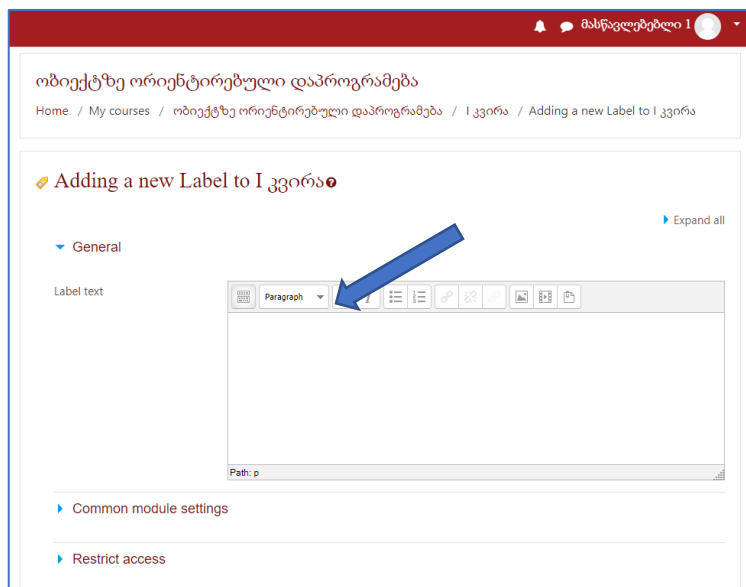 მასწავლებებლო 1
ობიექტზე ორიენტირებული დაპროგრამება
Home / My courses / ობიექტზე ორიენტირებული დაპროგრამება / I კვირა / Adding a new Label to I კვირა
Adding a new Label to I კვირა
Expand all
General
Label text
Paragraph
Path: p
Common module settings
Restrict access